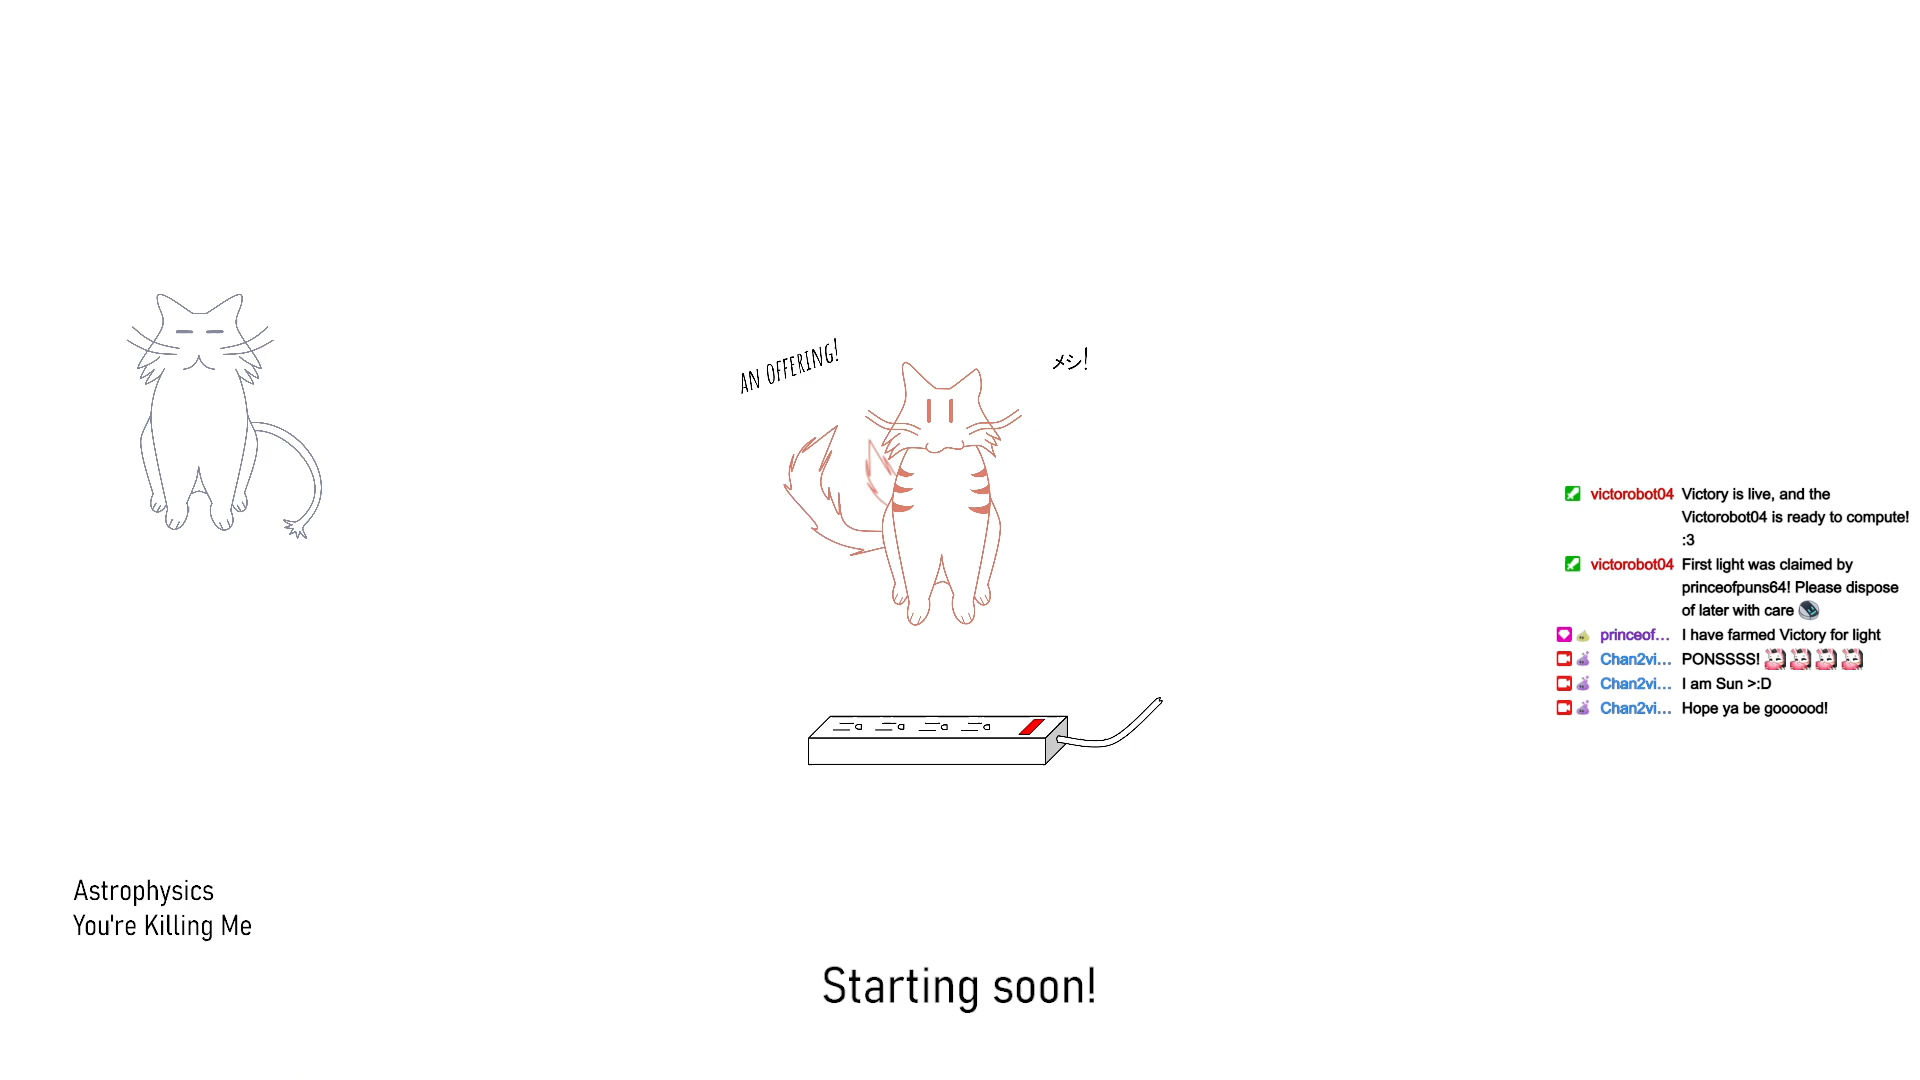 AN OFFERING!
メシ!
victorobot04 Victory is live, and the
Victorobot04 is ready to compute!
:3
victorobot04 First light was claimed by
princeofpuns64! Please dispose
of later with care
princeof... I have farmed Victory for light
Chan2vi... PONSSSS!
Chan2vi... I am Sun >:D
Chan2vi... Hope ya be goooood!
Astrophysics
You're Killing Me
Starting soon!